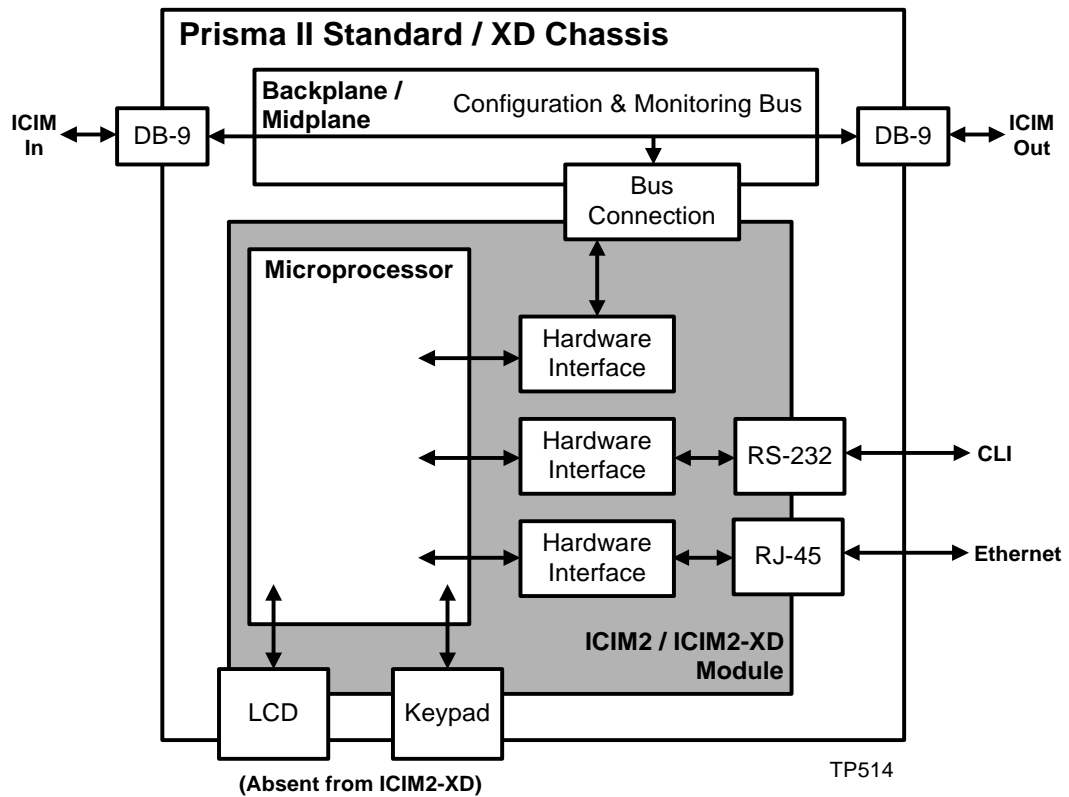 Prisma II Standard / XD Chassis
Backplane /
Midplane
Configuration & Monitoring Bus
ICIM
In
DB-9
DB-9
ICIM
Out
Bus
Connection
Microprocessor
Hardware
Interface
Hardware
Interface
RS-232
CLI
Hardware
Interface
RJ-45
Ethernet
ICIM2 / ICIM2-XD
Module
LCD
Keypad
(Absent from ICIM2-XD)
TP514